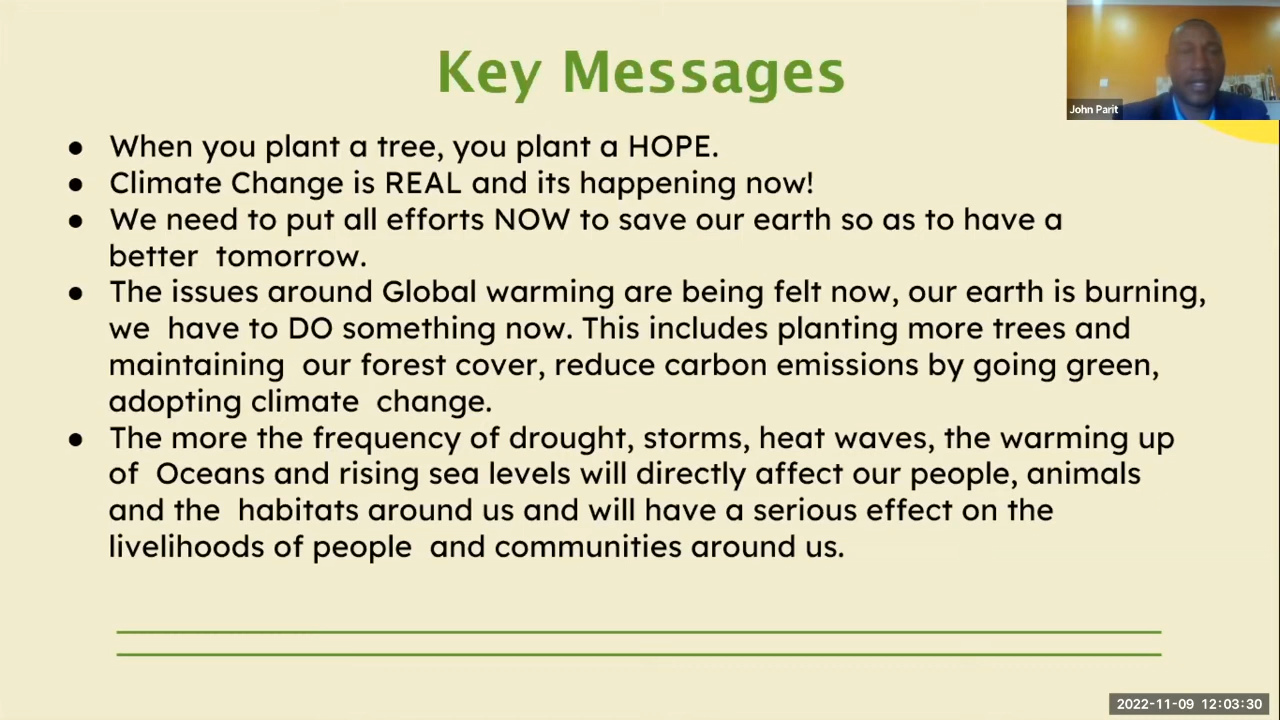 Key Messages
John Parit
● When you plant a tree, you plant a HOPE.
● Climate Change is REAL and its happening now!
● We need to put all efforts NOW to save our earth so as to have a
better  tomorrow.
● The issues around Global warming are being felt now, our earth is burning,
we  have to DO something now. This includes planting more trees and
maintaining  our forest cover, reduce carbon emissions by going green,
adopting climate  change.
● The more the frequency of drought, storms, heat waves, the warming up
of  Oceans and rising sea levels will directly affect our people, animals
and the  habitats around us and will have a serious effect on the
livelihoods of people  and communities around us.
2022-11-09 12:03:30